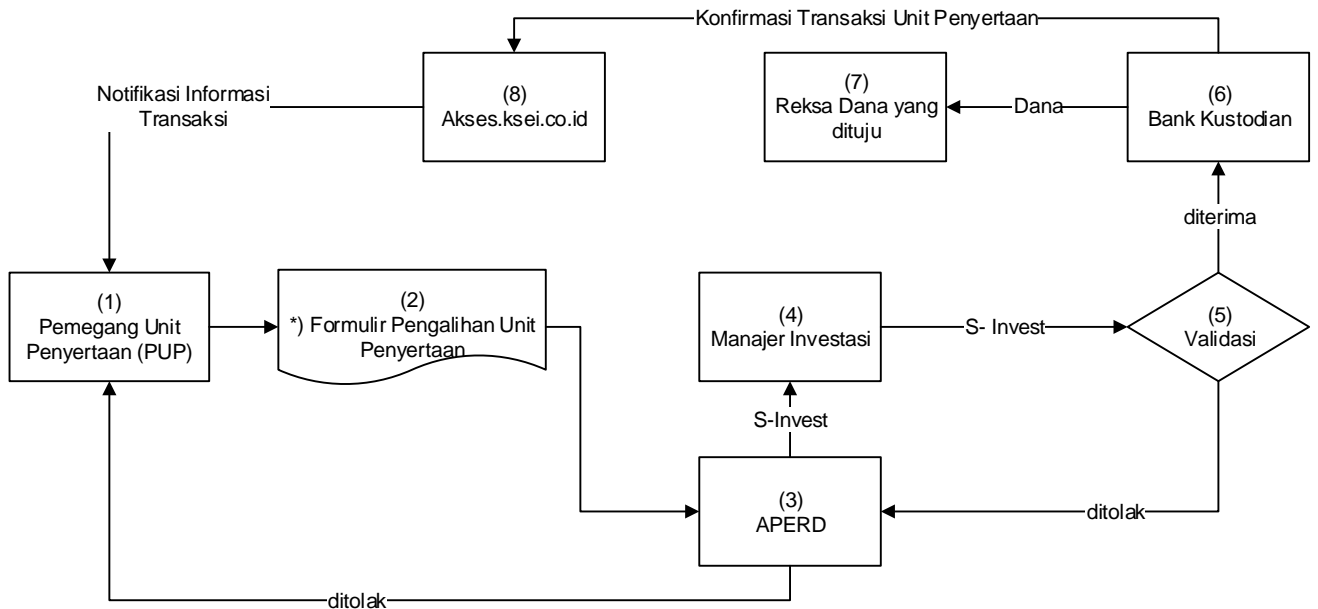 Konfirmasi Transaksi Unit Penyertaan
(8)
Akses.ksei.co.id
(7)
Reksa Dana yang
dituju
Dana
(6)
Bank Kustodian
Notifikasi Informasi
Transaksi
diterima
(1)
Pemegang Unit
Penyertaan (PUP)
(2)
*) Formulir Pengalihan Unit
Penyertaan
(4)
Manajer Investasi
S- Invest
(5)
Validasi
S-Invest
(3)
APERD
ditolak
ditolak